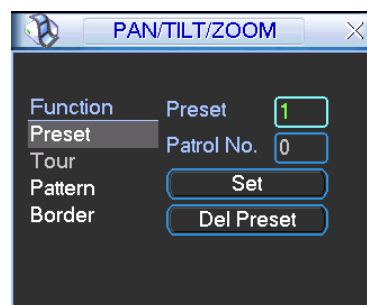 PAN/TILT/ZOOM
Function
Preset
Tour
Pattern
Border
Preset 1
Patrol No. 0
Set
Del Preset